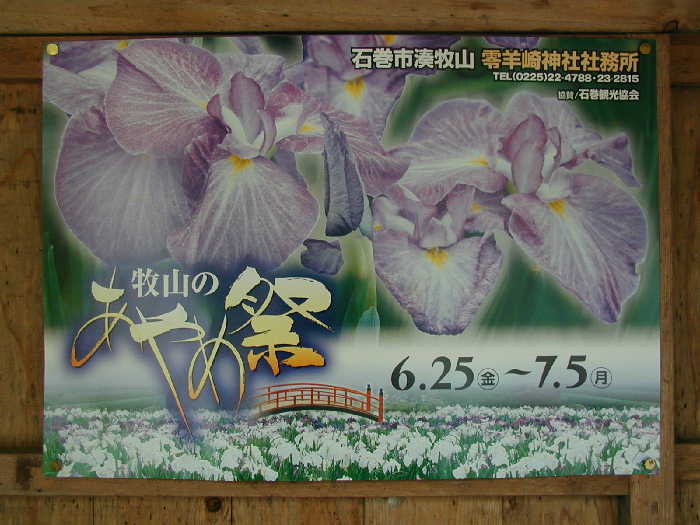 石巻市湊牧山 零羊崎神社社務所
TEL(0225)22-4788・23-2815
協賛/石巻観光協会
牧山の
あやめ祭
6.25㊎~7.5㊊